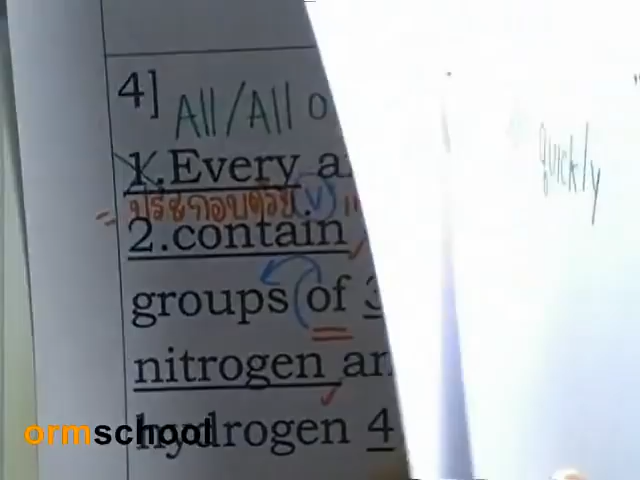 4] All/All o
1.Every a
= ประกอบด้วย (v)
2.contain
groups (of 3
nitrogen an
hydrogen 4
quickly
ormschool